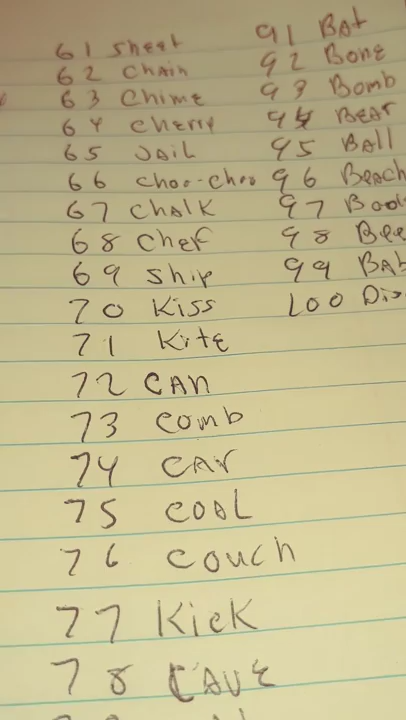 61 Sheet
62 Chain
63 Chime
64 Cherry
65 Jail
66 Choo-Choo
67 Chalk
68 Chef
69 Ship
70 Kiss
71 Kite
72 Can
73 Comb
74 Car
75 Coal
76 Couch
77 Kick
78 Cave
91 Bat
92 Bone
93 Bomb
94 Bear
95 Ball
96 Beach
97
98
99
100